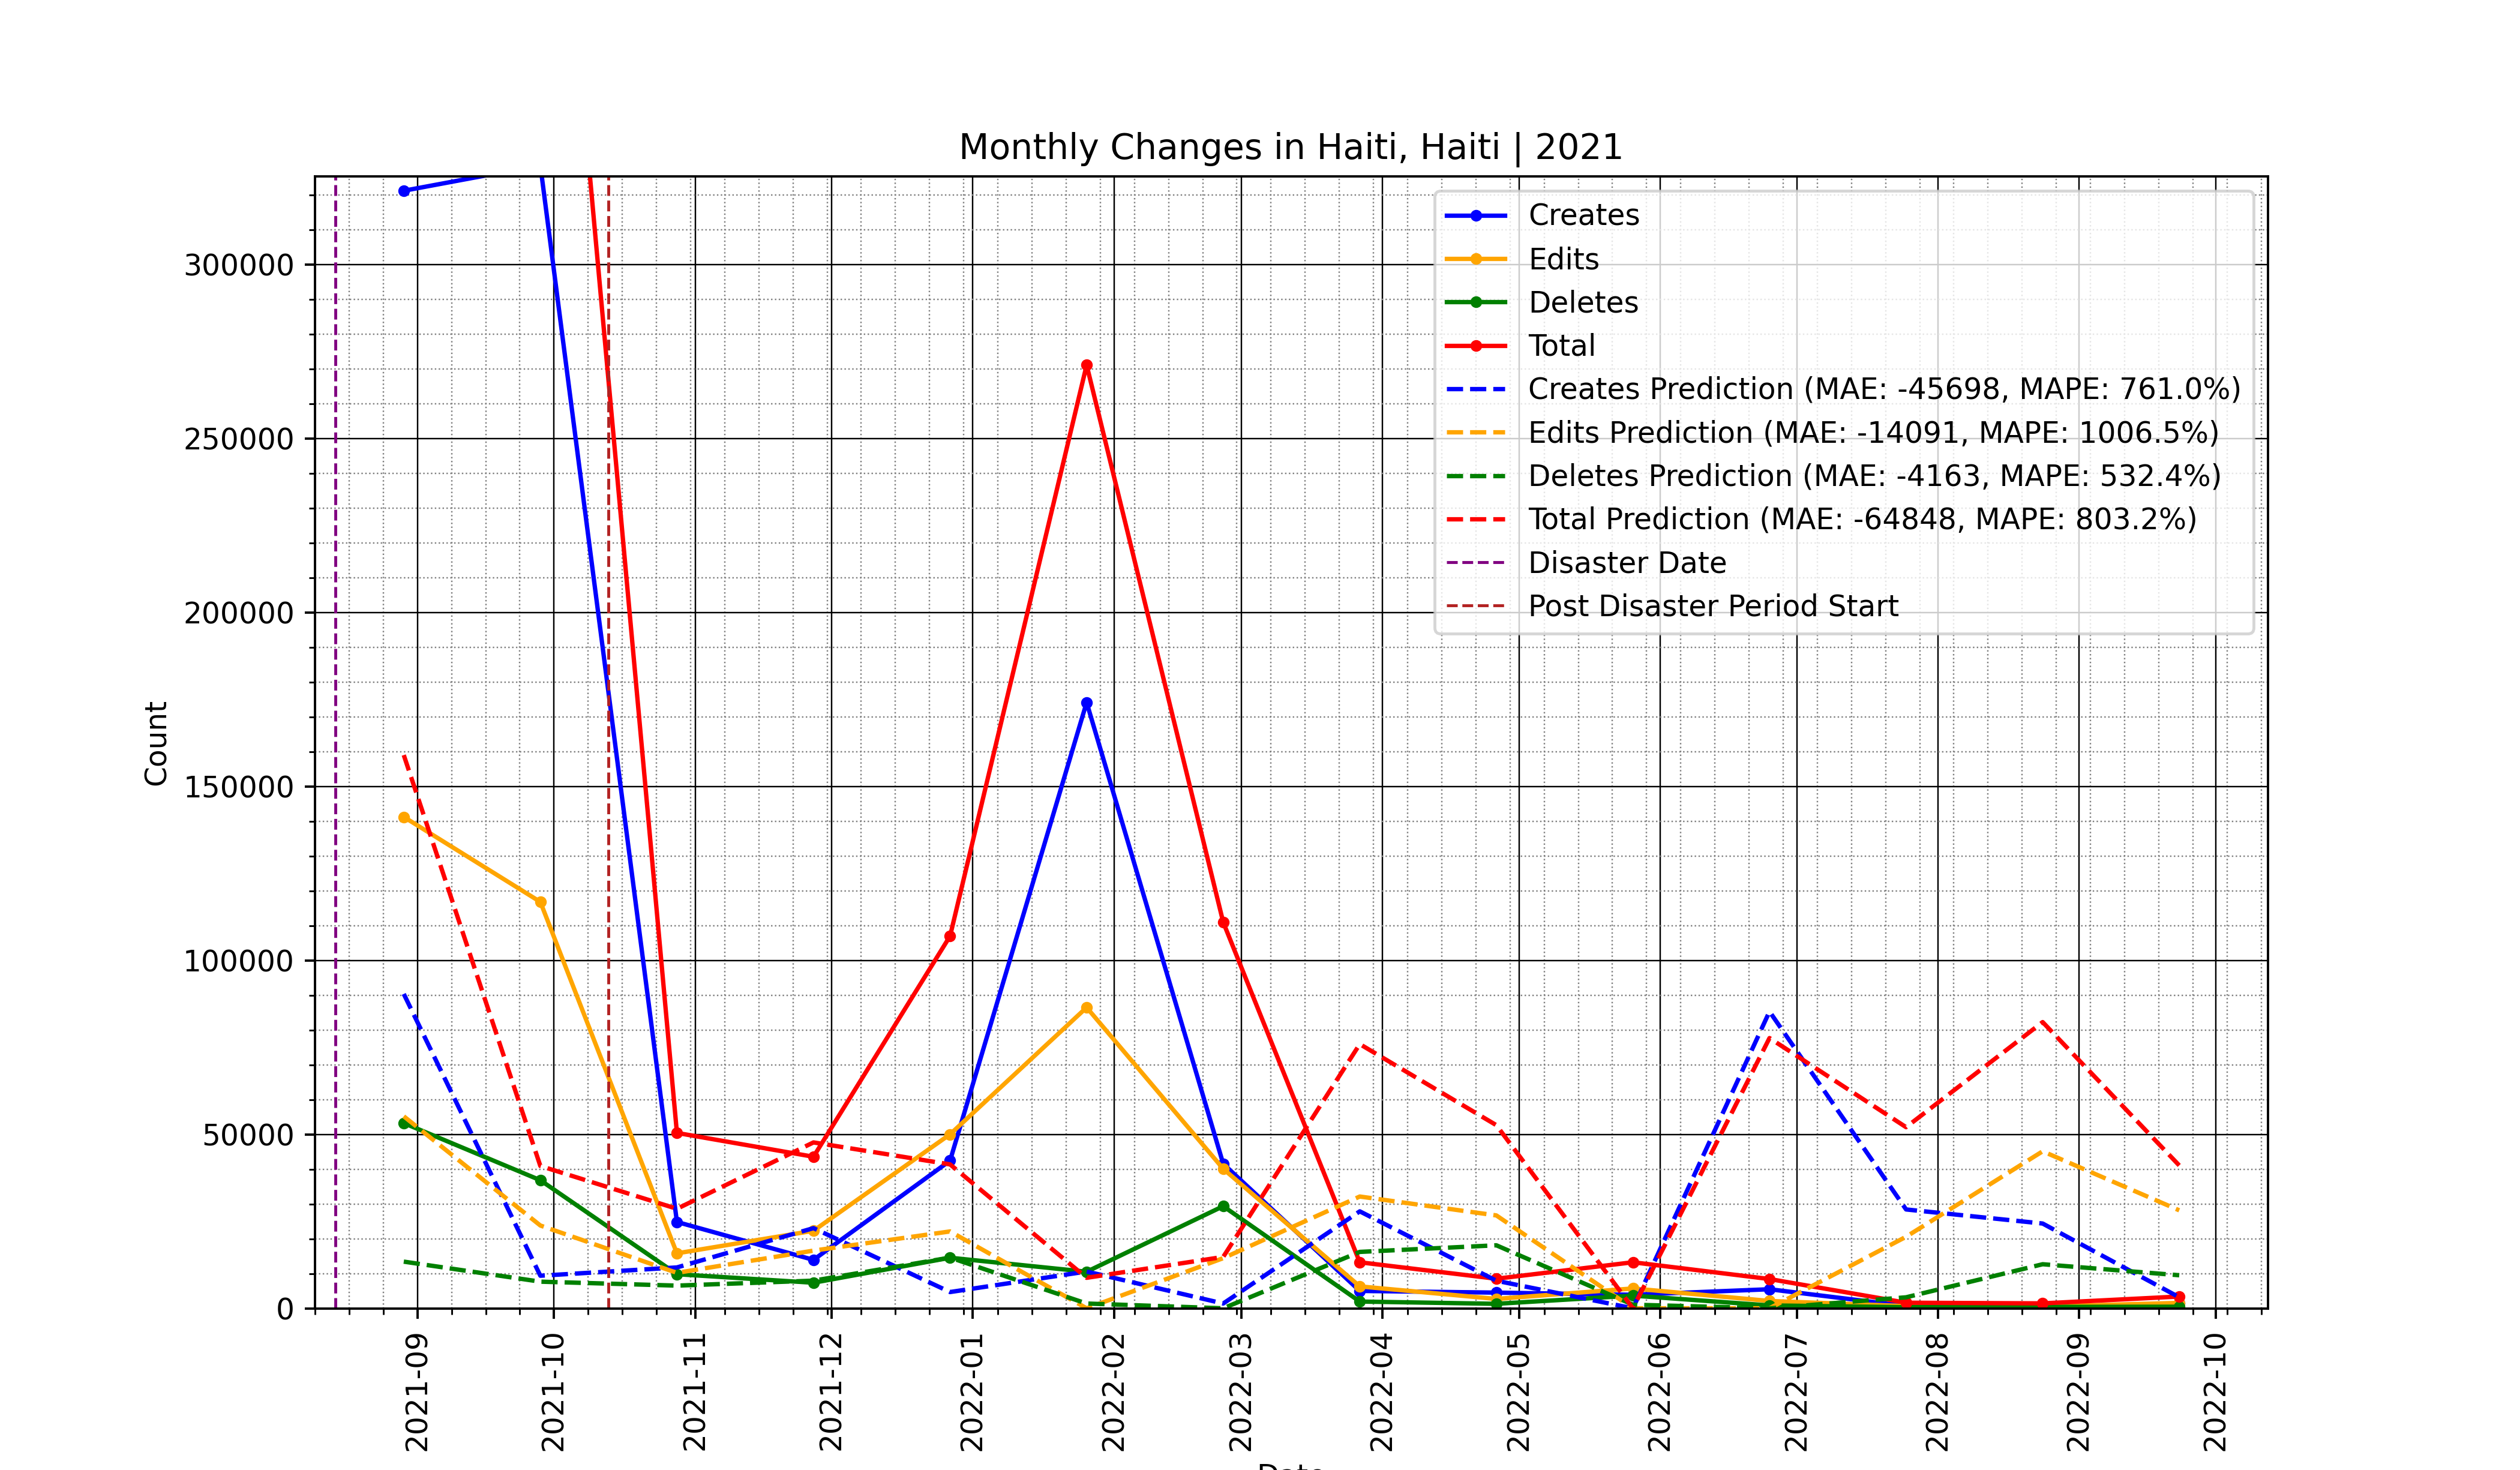 Monthly Changes in Haiti, Haiti | 2021
Creates
Edits
Deletes
Total
Creates Prediction (MAE: -45698, MAPE: 761.0%)
Edits Prediction (MAE: -14091, MAPE: 1006.5%)
Deletes Prediction (MAE: -4163, MAPE: 532.4%)
Total Prediction (MAE: -64848, MAPE: 803.2%)
Disaster Date
Post Disaster Period Start
Count
300000
250000
200000
150000
100000
50000
0
2021-09
2021-10
2021-11
2021-12
2022-01
2022-02
2022-03
2022-04
2022-05
2022-06
2022-07
2022-08
2022-09
2022-10